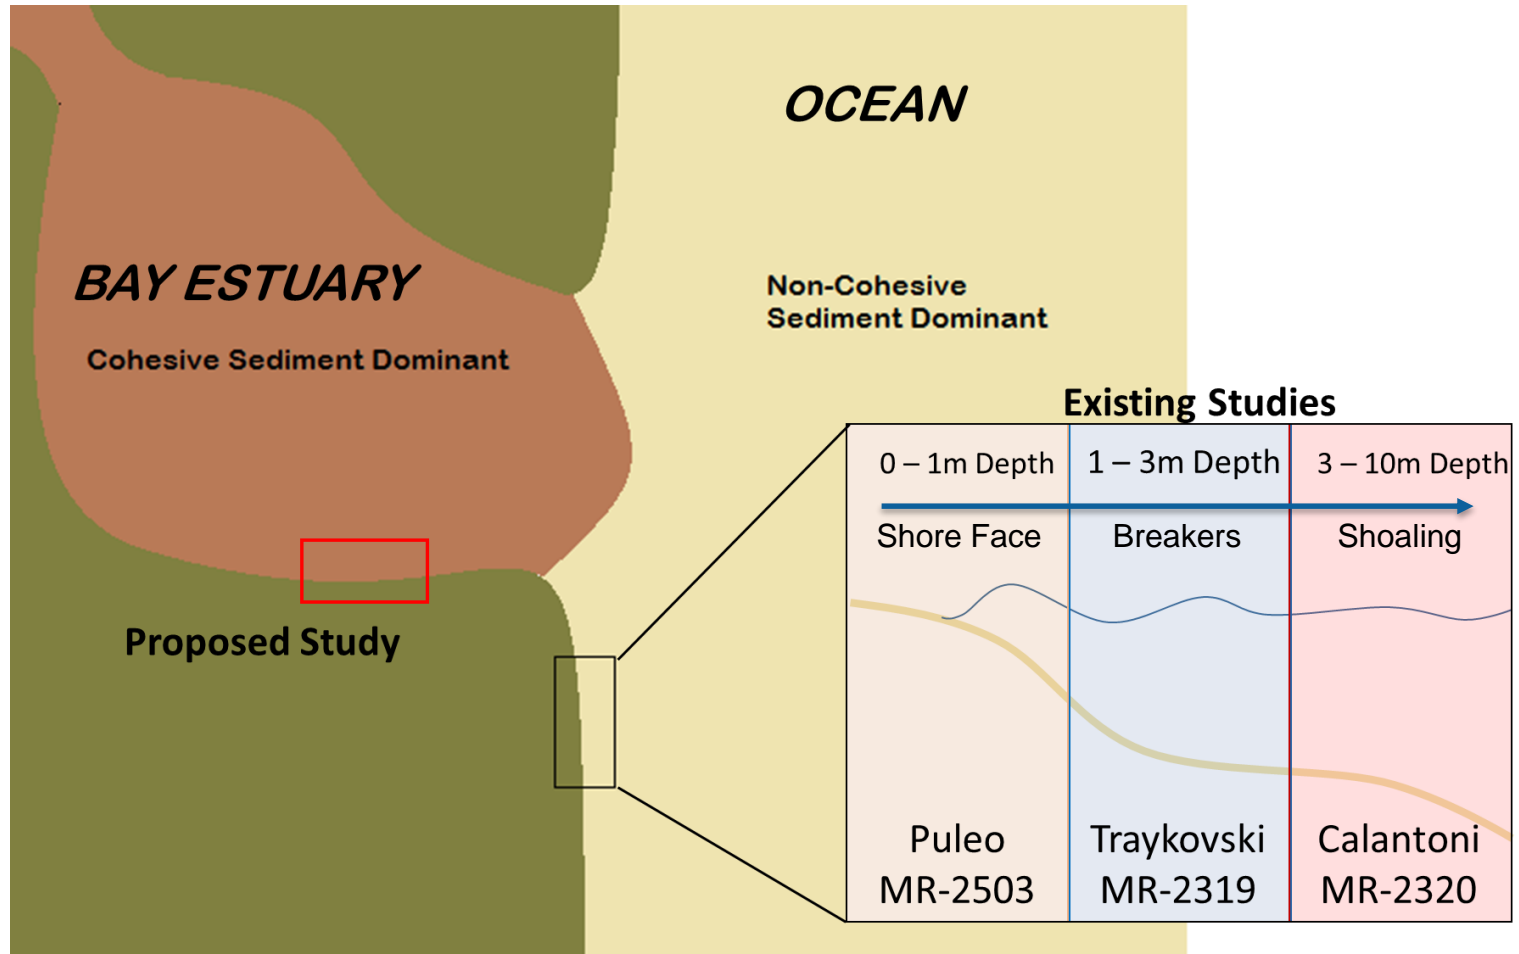 OCEAN
BAY ESTUARY
Non-Cohesive
Sediment Dominant
Cohesive Sediment Dominant
Proposed Study
Existing Studies
0 – 1m Depth
1 – 3m Depth
3 – 10m Depth
Shore Face
Breakers
Shoaling
Puleo
MR-2503
Traykovski
MR-2319
Calantoni
MR-2320